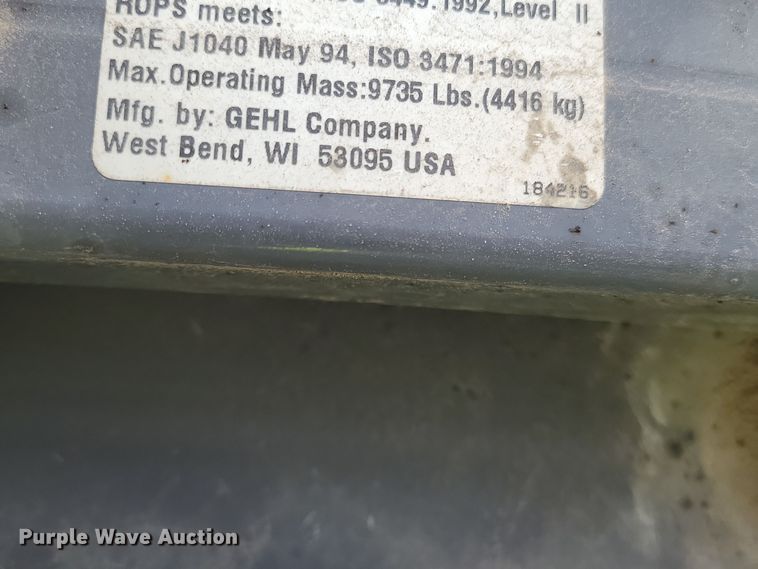 3449:1992,Level II
ROPS meets:
SAE J1040 May 94, ISO 3471:1994
Max.Operating Mass:9735 Lbs.(4416 kg)
Mfg. by: GEHL Company.
West Bend, WI 53095 USA
184216
Purple Wave Auction